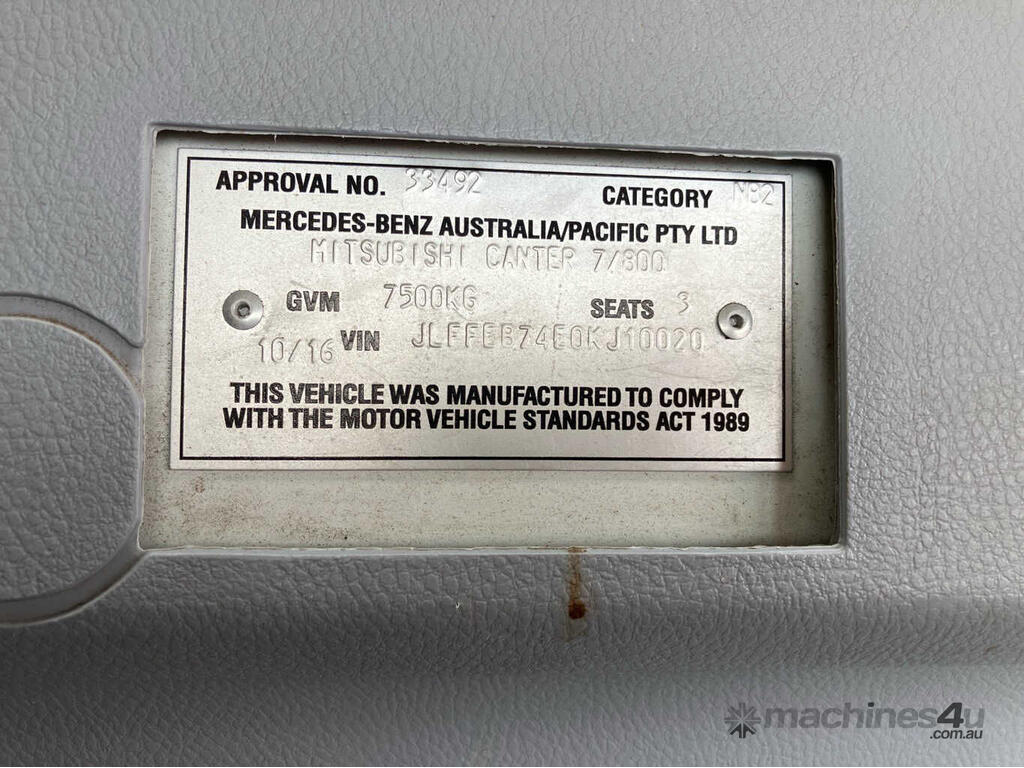 APPROVAL NO. 33492 CATEGORY NB2
MERCEDES-BENZ AUSTRALIA/PACIFIC PTY LTD
MITSUBISHI CANTER 7/800
GVM 7500KG SEATS 3
10/16 VIN JLFFEB74E0KJ10020
THIS VEHICLE WAS MANUFACTURED TO COMPLY
WITH THE MOTOR VEHICLE STANDARDS ACT 1989
machines4u
.com.au